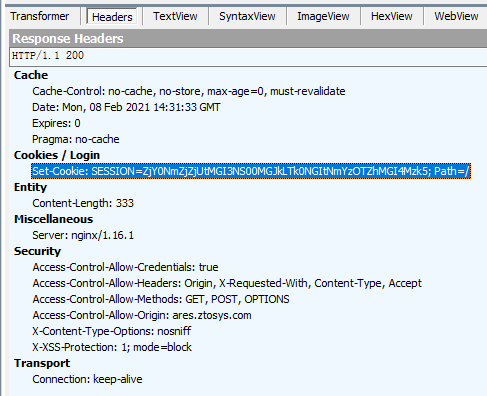 Transformer Headers TextView SyntaxView ImageView HexView WebView
Response Headers
HTTP/1.1 200
Cache
Cache-Control: no-cache, no-store, max-age=0, must-revalidate
Date: Mon, 08 Feb 2021 14:31:33 GMT
Expires: 0
Pragma: no-cache
Cookies / Login
Set-Cookie: SESSION=ZjY0NmZjZjUtMGI3NS00MGJkLTk0NGItNmYzOTZhMGI4Mzk5; Path=/
Entity
Content-Length: 333
Miscellaneous
Server: nginx/1.16.1
Security
Access-Control-Allow-Credentials: true
Access-Control-Allow-Headers: Origin, X-Requested-With, Content-Type, Accept
Access-Control-Allow-Methods: GET, POST, OPTIONS
Access-Control-Allow-Origin: ares.ztosys.com
X-Content-Type-Options: nosniff
X-XSS-Protection: 1; mode=block
Transport
Connection: keep-alive